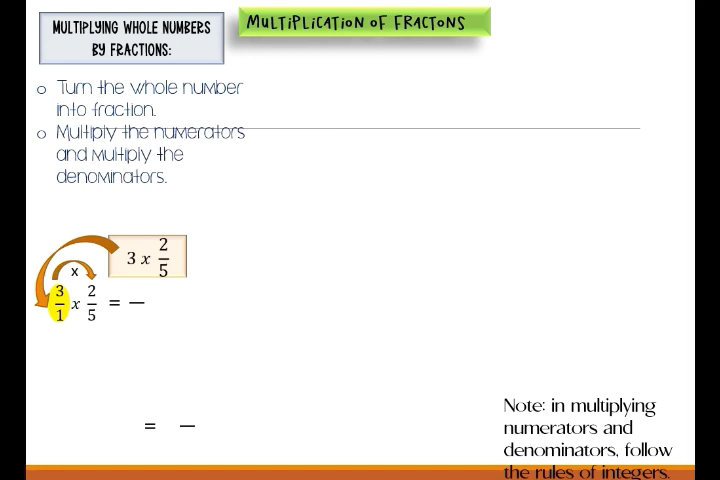 MULTIPLYING WHOLE NUMBERS
BY FRACTIONS:
MULTIPLICATION OF FRACTONS
o Turn the whole number
into fraction.
o Multiply the numerators
and multiply the
denominators.
3 x 2/5
x
3/1 x 2/5 = —
= —
Note: in multiplying
numerators and
denominators, follow
the rules of integers.